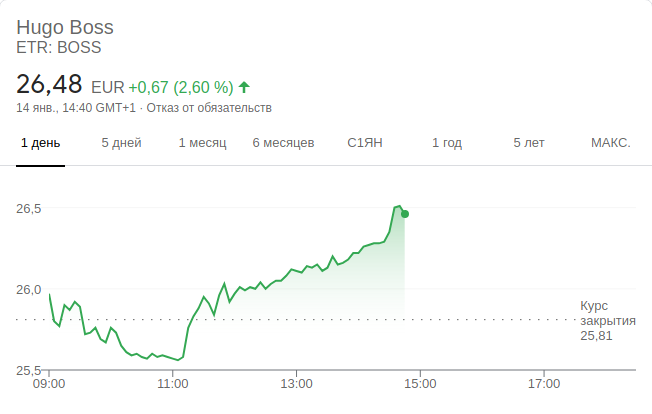 Hugo Boss
ETR: BOSS
26,48 EUR +0,67 (2,60 %)
14 янв., 14:40 GMT+1 · Отказ от обязательств
1 день 5 дней 1 месяц 6 месяцев С1ЯН 1 год 5 лет МАКС.
26,5
26,0
Курс
закрытия
25,81
25,5
09:00 11:00 13:00 15:00 17:00